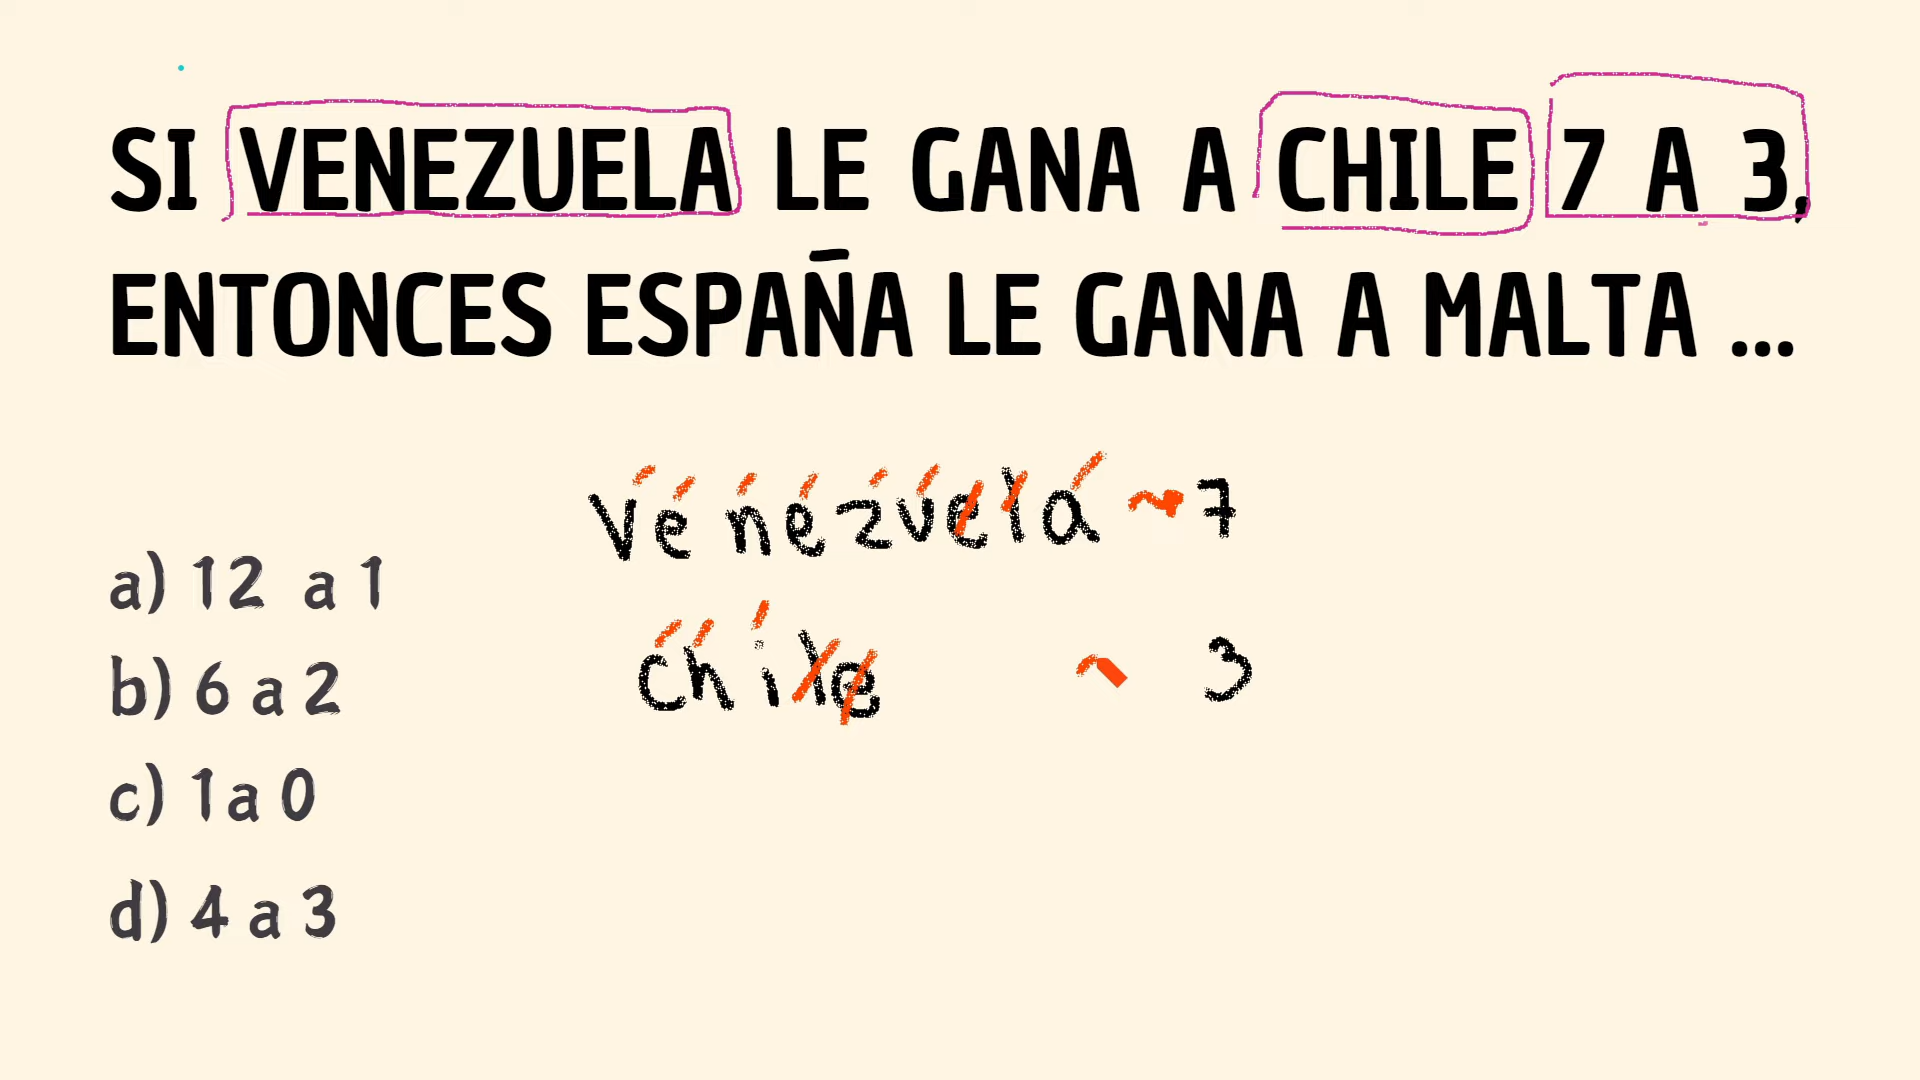 SI VENEZUELA LE GANA A CHILE 7 A 3,
ENTONCES ESPAÑA LE GANA A MALTA ...
Venezuela 7
chile 3
a) 12 a 1
b) 6 a 2
c) 1 a 0
d) 4 a 3